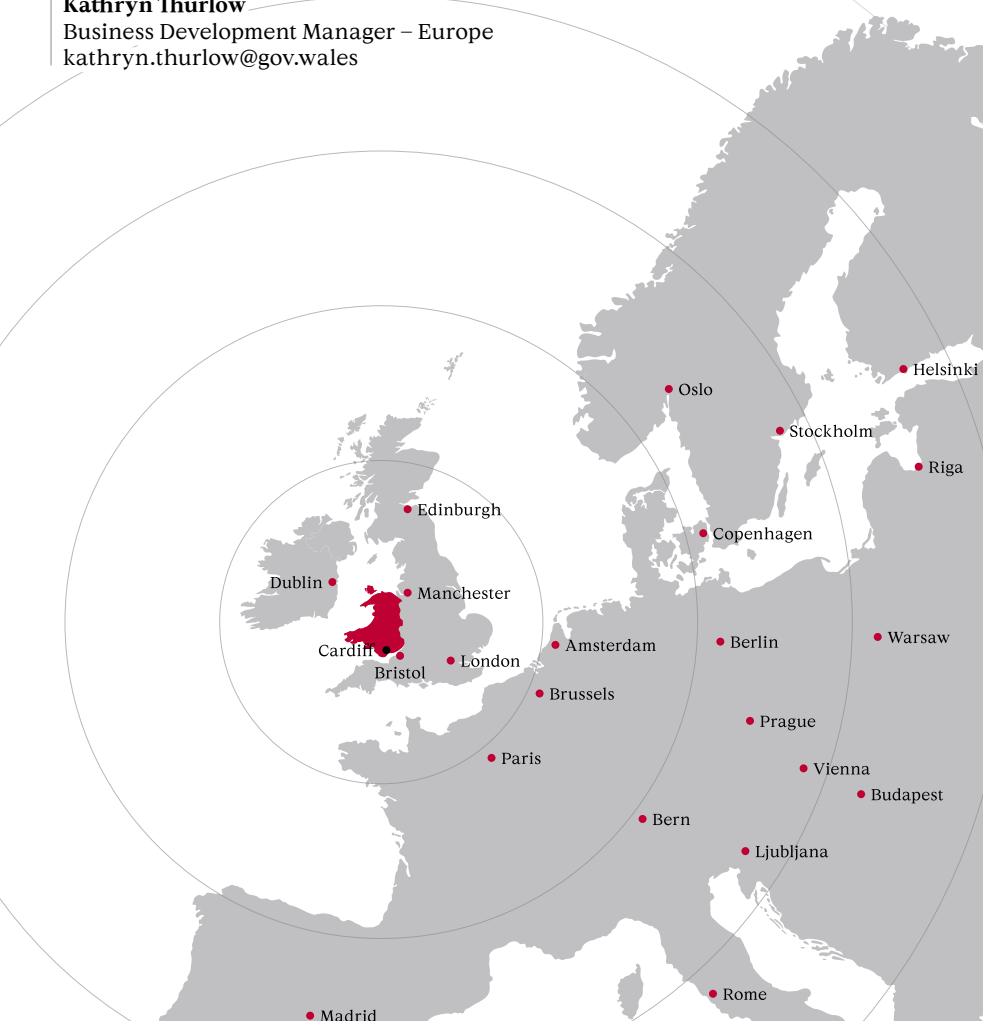 Kathryn Thurlow
Business Development Manager – Europe
kathryn.thurlow@gov.wales
Helsinki
Oslo
Stockholm
Riga
Edinburgh
Copenhagen
Dublin
Manchester
Warsaw
Berlin
Amsterdam
Cardiff
London
Bristol
Brussels
Prague
Paris
Vienna
Budapest
Bern
Ljubljana
Rome
Madrid